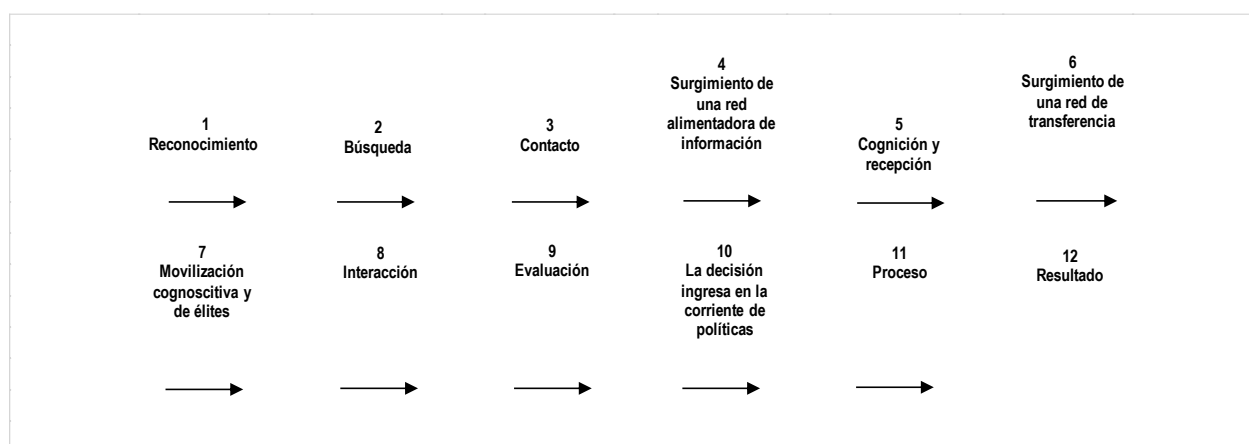 1
Reconocimiento
2
Búsqueda
3
Contacto
4
Surgimiento de
una red
alimentadora de
información
5
Cognición y
recepción
6
Surgimiento de
una red de
transferencia
7
Movilización
cognoscitiva y
de élites
8
Interacción
9
Evaluación
10
La decisión
ingresa en la
corriente de
políticas
11
Proceso
12
Resultado